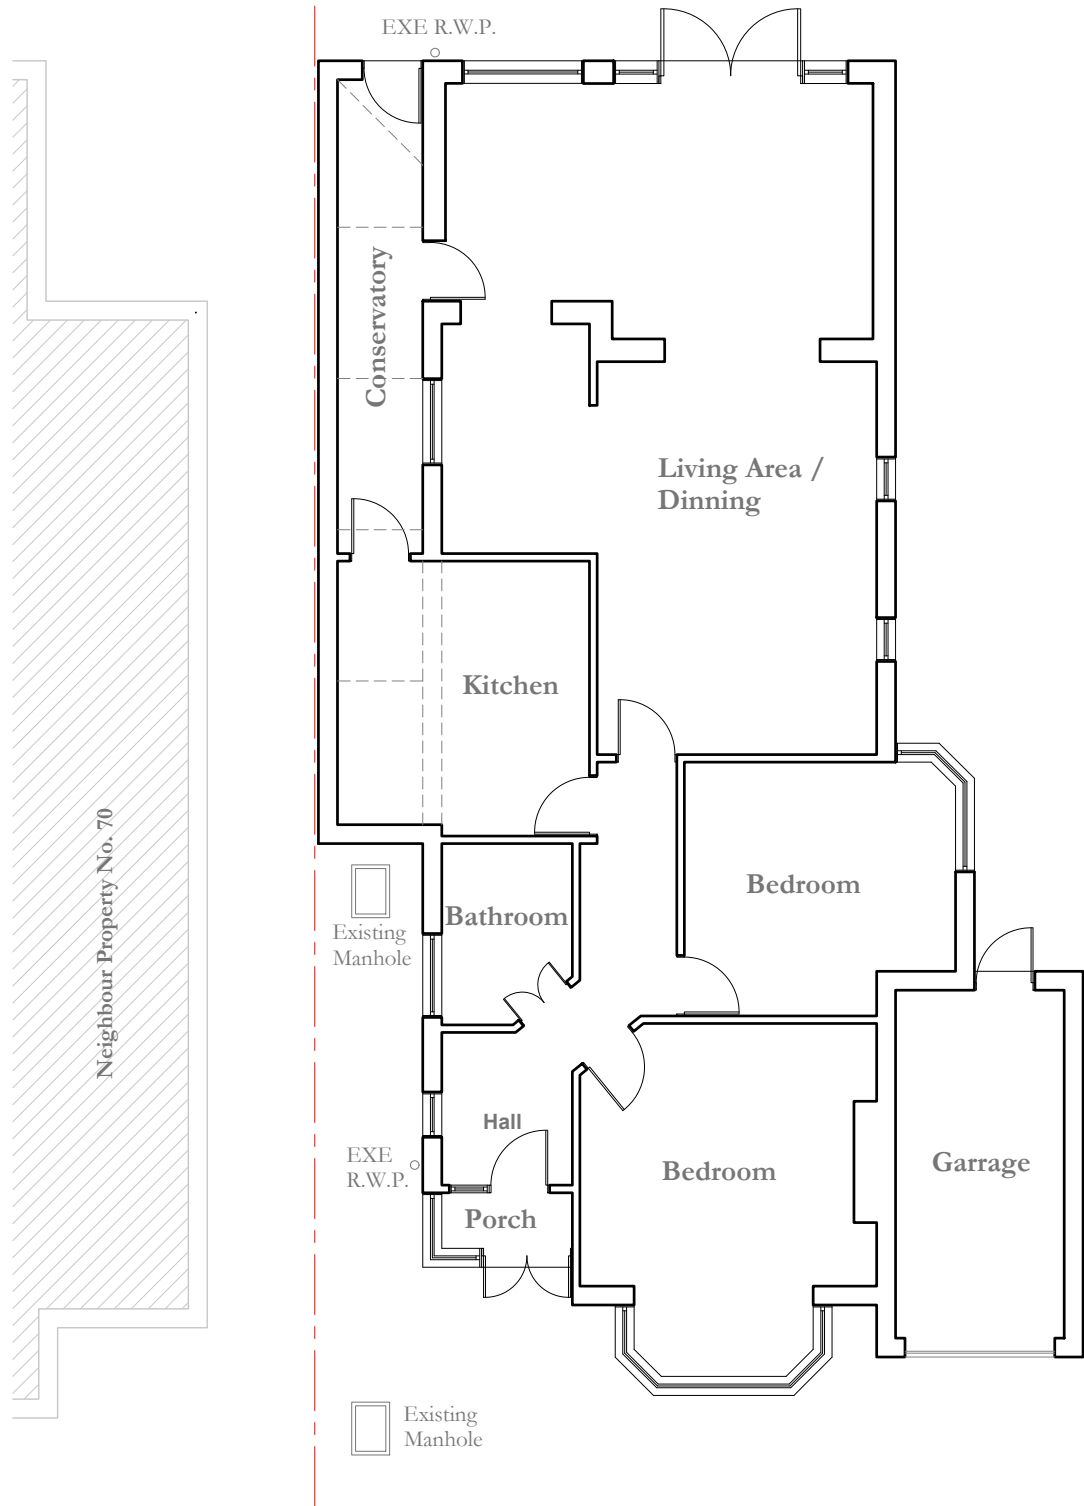 EXE R.W.P.
Conservatory
Living Area /
Dinning
Kitchen
Neighbour Property No. 70
Bedroom
Bathroom
Existing
Manhole
Hall
EXE
R.W.P.
Bedroom
Garrage
Porch
Existing
Manhole